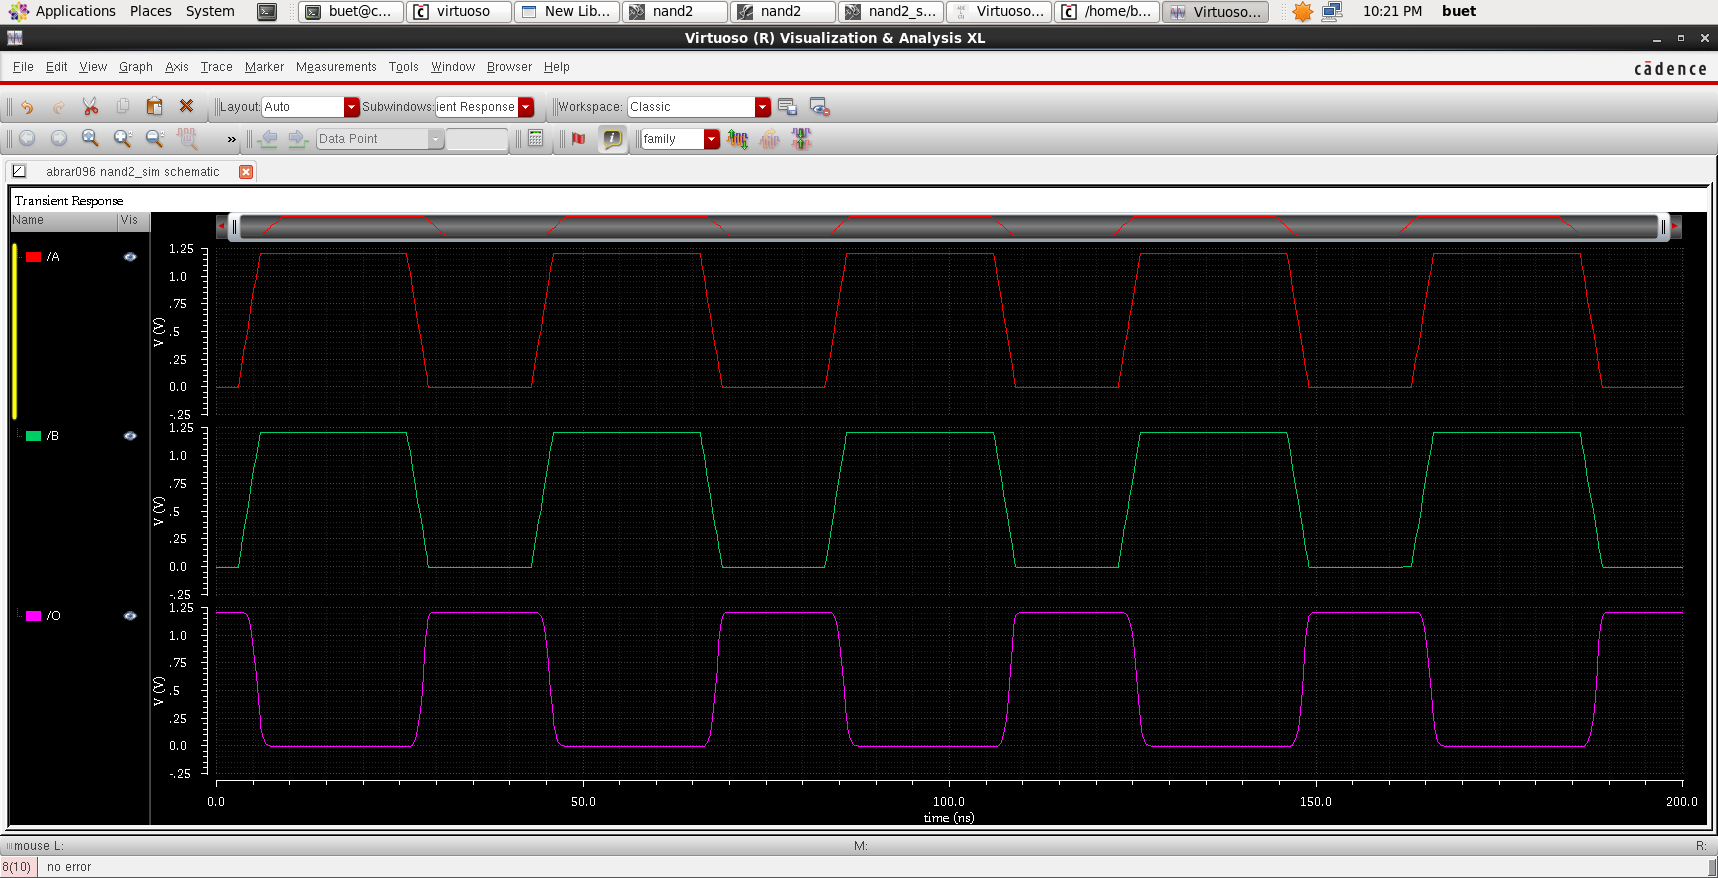 Applications Places System buet@c... virtuoso New Lib... nand2 nand2 nand2_s... Virtuoso... /home/b... Virtuoso... 10:21 PM buet
Virtuoso (R) Visualization & Analysis XL
File Edit View Graph Axis Trace Marker Measurements Tools Window Browser Help
cādence
Layout: Auto Subwindows: ient Response Workspace: Classic
» Data Point family
abrar096 nand2_sim schematic
Transient Response
Name Vis
/A
1.25
1.0
.75
.5
.25
0.0
-.25
V (V)
/B
1.25
1.0
.75
.5
.25
0.0
-.25
V (V)
/O
1.25
1.0
.75
.5
.25
0.0
-.25
V (V)
0.0 50.0 100.0 150.0 200.0
time (ns)
mouse L: M: R:
8(10) no error